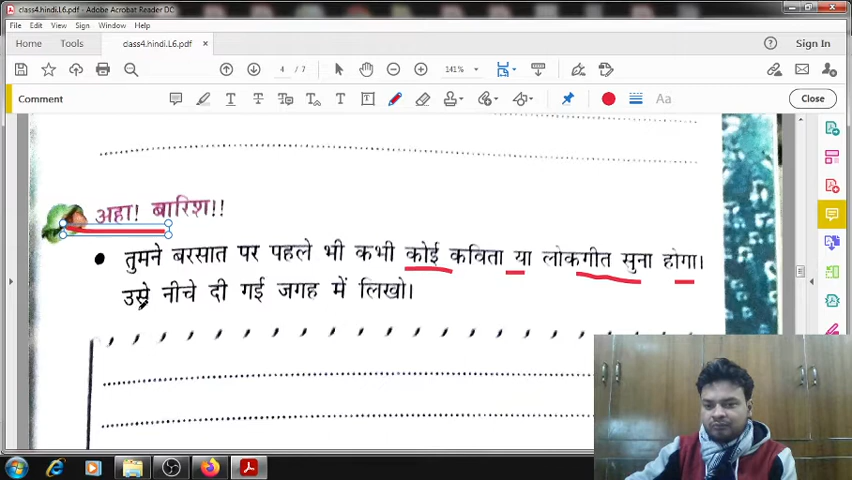 class4.hindi.L6.pdf - Adobe Acrobat Reader DC
File Edit View Sign Window Help
Home Tools class4.hindi.L6.pdf × Sign In
4 / 7 141%
Comment Aa Close
अहा! बारिश!!
• तुमने बरसात पर पहले भी कभी कोई कविता या लोकगीत सुना होगा।
उसे नीचे दी गई जगह में लिखो।